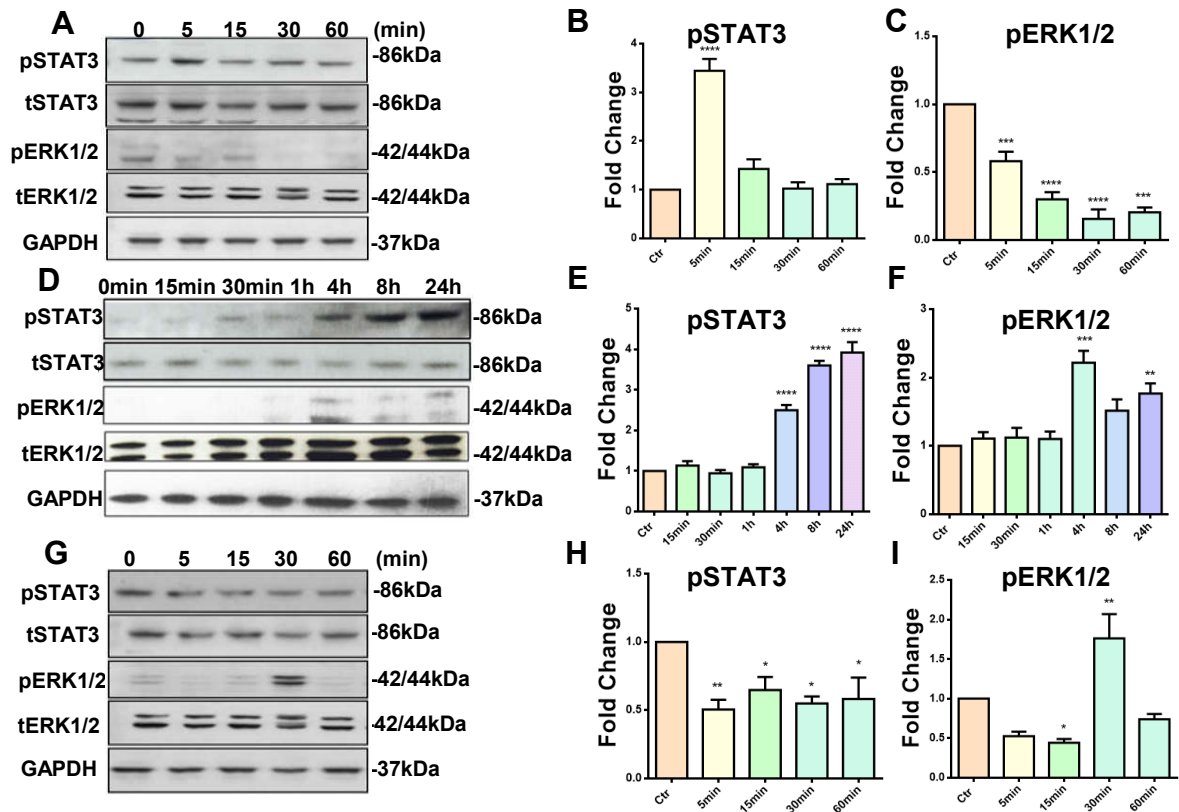 A
0 5 15 30 60 (min)
pSTAT3 -86kDa
tSTAT3 -86kDa
pERK1/2 -42/44kDa
tERK1/2 -42/44kDa
GAPDH -37kDa
B
pSTAT3
Fold Change
4
3
2
1
0
****
Ctr 5min 15min 30min 60min
C
pERK1/2
Fold Change
1.5
1.0
0.5
0.0
*** **** **** ***
Ctr 5min 15min 30min 60min
D
0min 15min 30min 1h 4h 8h 24h
pSTAT3 -86kDa
tSTAT3 -86kDa
pERK1/2 -42/44kDa
tERK1/2 -42/44kDa
GAPDH -37kDa
E
pSTAT3
Fold Change
5
4
3
2
1
0
**** **** ****
Ctr 15min 30min 1h 4h 8h 24h
F
pERK1/2
Fold Change
3
2
1
0
*** **
Ctr 15min 30min 1h 4h 8h 24h
G
0 5 15 30 60 (min)
pSTAT3 -86kDa
tSTAT3 -86kDa
pERK1/2 -42/44kDa
tERK1/2 -42/44kDa
GAPDH -37kDa
H
pSTAT3
Fold Change
1.5
1.0
0.5
0.0
** * * *
Ctr 5min 15min 30min 60min
I
pERK1/2
Fold Change
2.5
2.0
1.5
1.0
0.5
0.0
* **
Ctr 5min 15min 30min 60min